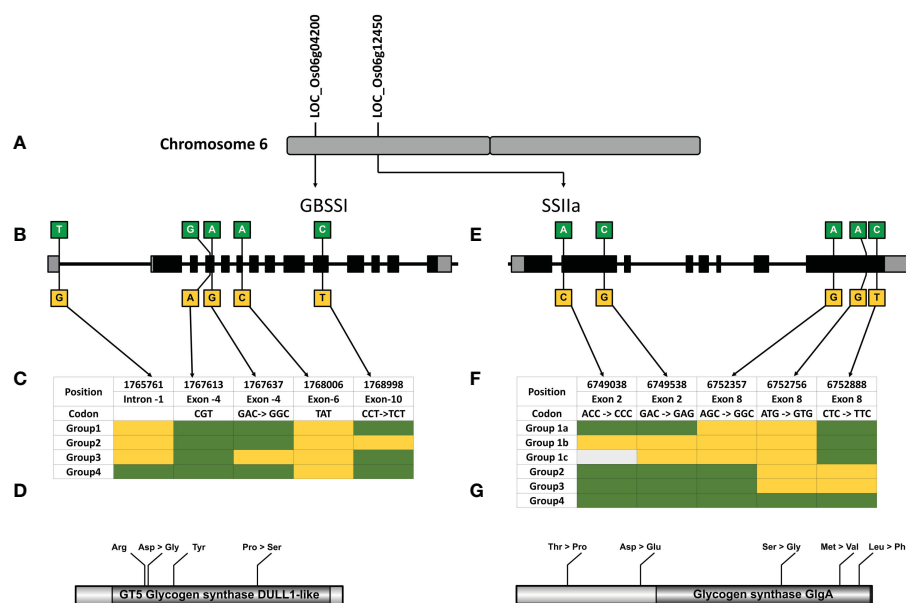 LOC_Os06g04200
LOC_Os06g12450
A
Chromosome 6
GBSSI
SSIIa
B
T
G
A
A
C
G
A
G
C
T
E
A
C
A
A
C
C
G
G
G
T
C
Position 1765761 1767613 1767637 1768006 1768998
Intron -1 Exon -4 Exon -4 Exon-6 Exon-10
Codon CGT GAC-> GGC TAT CCT->TCT
Group1
Group2
Group3
Group4
F
Position 6749038 6749538 6752357 6752756 6752888
Exon 2 Exon 2 Exon 8 Exon 8 Exon 8
Codon ACC -> CCC GAC -> GAG AGC -> GGC ATG -> GTG CTC -> TTC
Group 1a
Group 1b
Group 1c
Group2
Group3
Group4
D
Arg Asp > Gly Tyr Pro > Ser
GT5 Glycogen synthase DULL1-like
G
Thr > Pro Asp > Glu Ser > Gly Met > Val Leu > Ph
Glycogen synthase GlgA